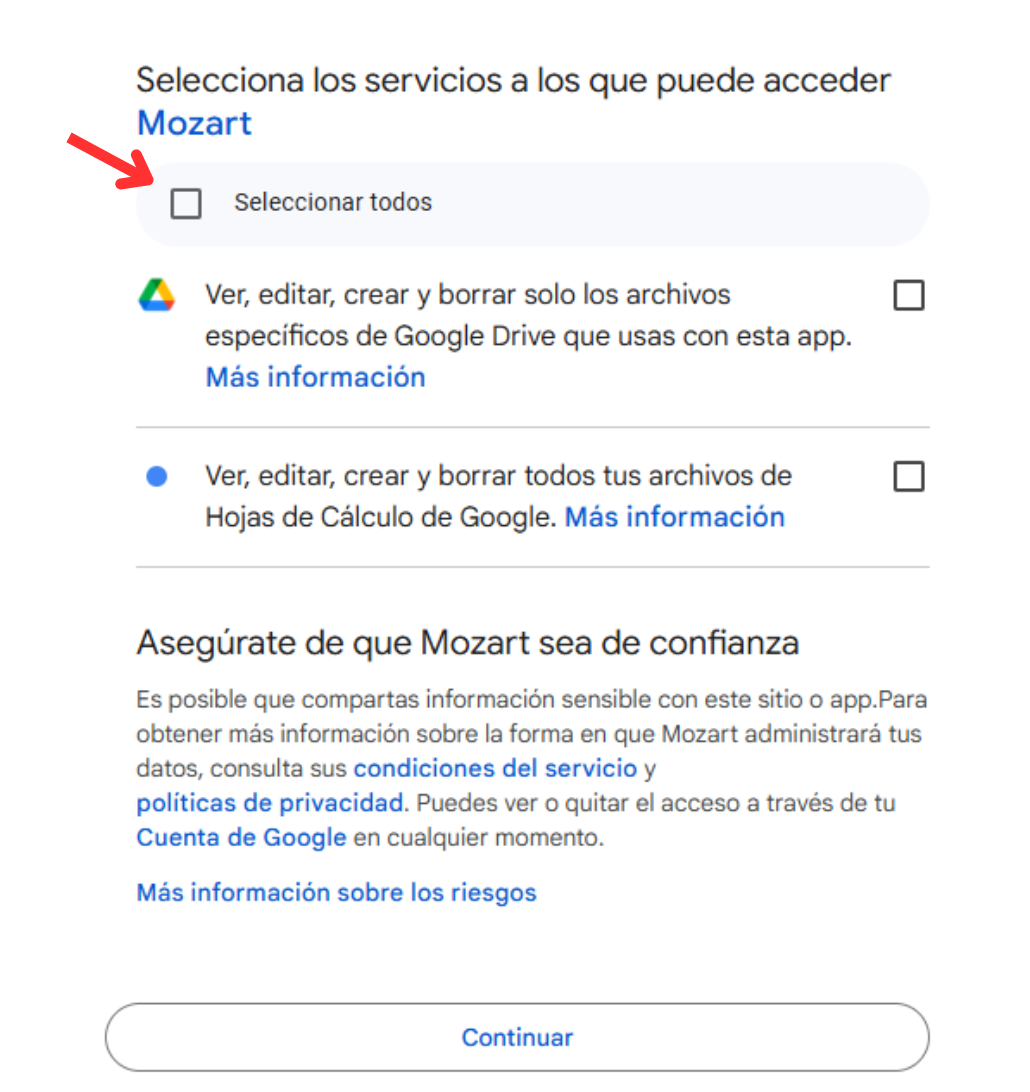 Selecciona los servicios a los que puede acceder
Mozart
Seleccionar todos
Ver, editar, crear y borrar solo los archivos
específicos de Google Drive que usas con esta app.
Más información
Ver, editar, crear y borrar todos tus archivos de
Hojas de Cálculo de Google. Más información
Asegúrate de que Mozart sea de confianza
Es posible que compartas información sensible con este sitio o app.Para
obtener más información sobre la forma en que Mozart administrará tus
datos, consulta sus condiciones del servicio y
políticas de privacidad. Puedes ver o quitar el acceso a través de tu
Cuenta de Google en cualquier momento.
Más información sobre los riesgos
Continuar